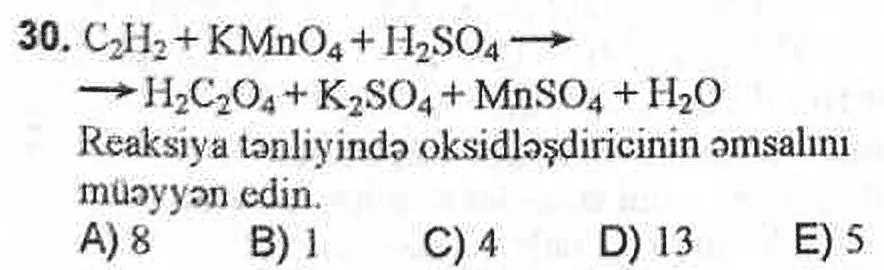 30. C₂H₂ + KMnO₄ + H₂SO₄ ⟶
⟶ H₂C₂O₄ + K₂SO₄ + MnSO₄ + H₂O
Reaksiya tənliyində oksidləşdiricinin əmsalını
müəyyən edin.
A) 8 B) 1 C) 4 D) 13 E) 5